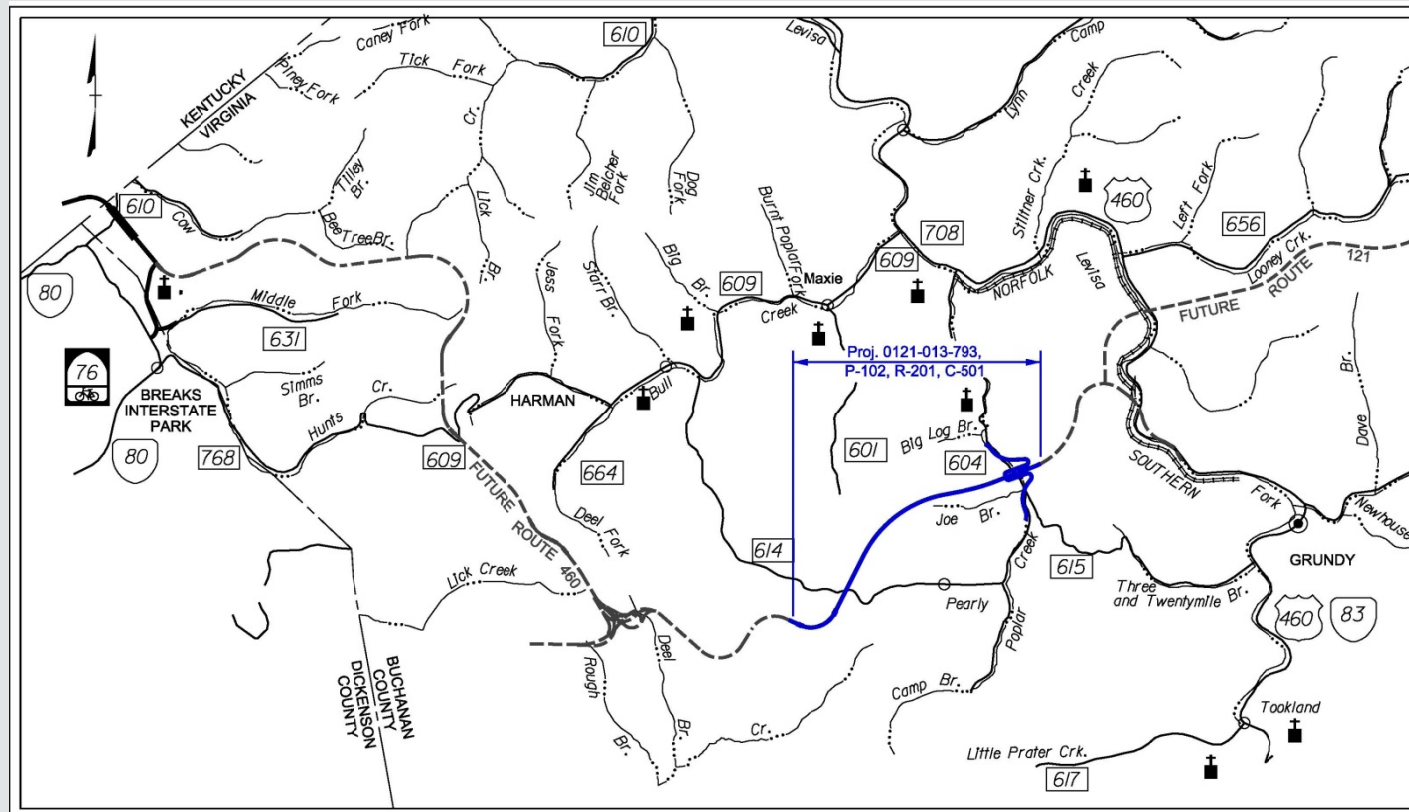 Caney Fork
Piney Fork
Tick Fork
610
Levisa
Camp
KENTUCKY
VIRGINIA
Cr.
Lynn
Creek
Tilley
Br.
Lick
Br.
Jim
Belcher
Fork
Dog
Fork
Burnt Poplar Fork
Stiltner Crk.
460
Left Fork
656
610
Cow
Bee Tree Br.
708
Looney Crk.
121
80
Middle Fork
Jess
Fork
Starr Br.
Big
Br.
609
Maxie
609
Creek
NORFOLK
Levisa
FUTURE
ROUTE
631
76
BREAKS
INTERSTATE
PARK
Simms
Br.
Hunts
Cr.
HARMAN
Bull
Proj. 0121-013-793,
P-102, R-201, C-501
Dave Br.
80
768
609
664
601
Big Log Br.
604
SOUTHERN
Fork
Newhouse
FUTURE
ROUTE 460
Deel
Fork
Joe Br.
Creek
614
615
GRUNDY
Lick Creek
Pearly
Three
and Twentymile Br.
460
83
Poplar
BUCHANAN
COUNTY
DICKENSON
COUNTY
Rough
Br.
Deel
Br.
Cr.
Camp Br.
Tookland
Little Prater Crk.
617